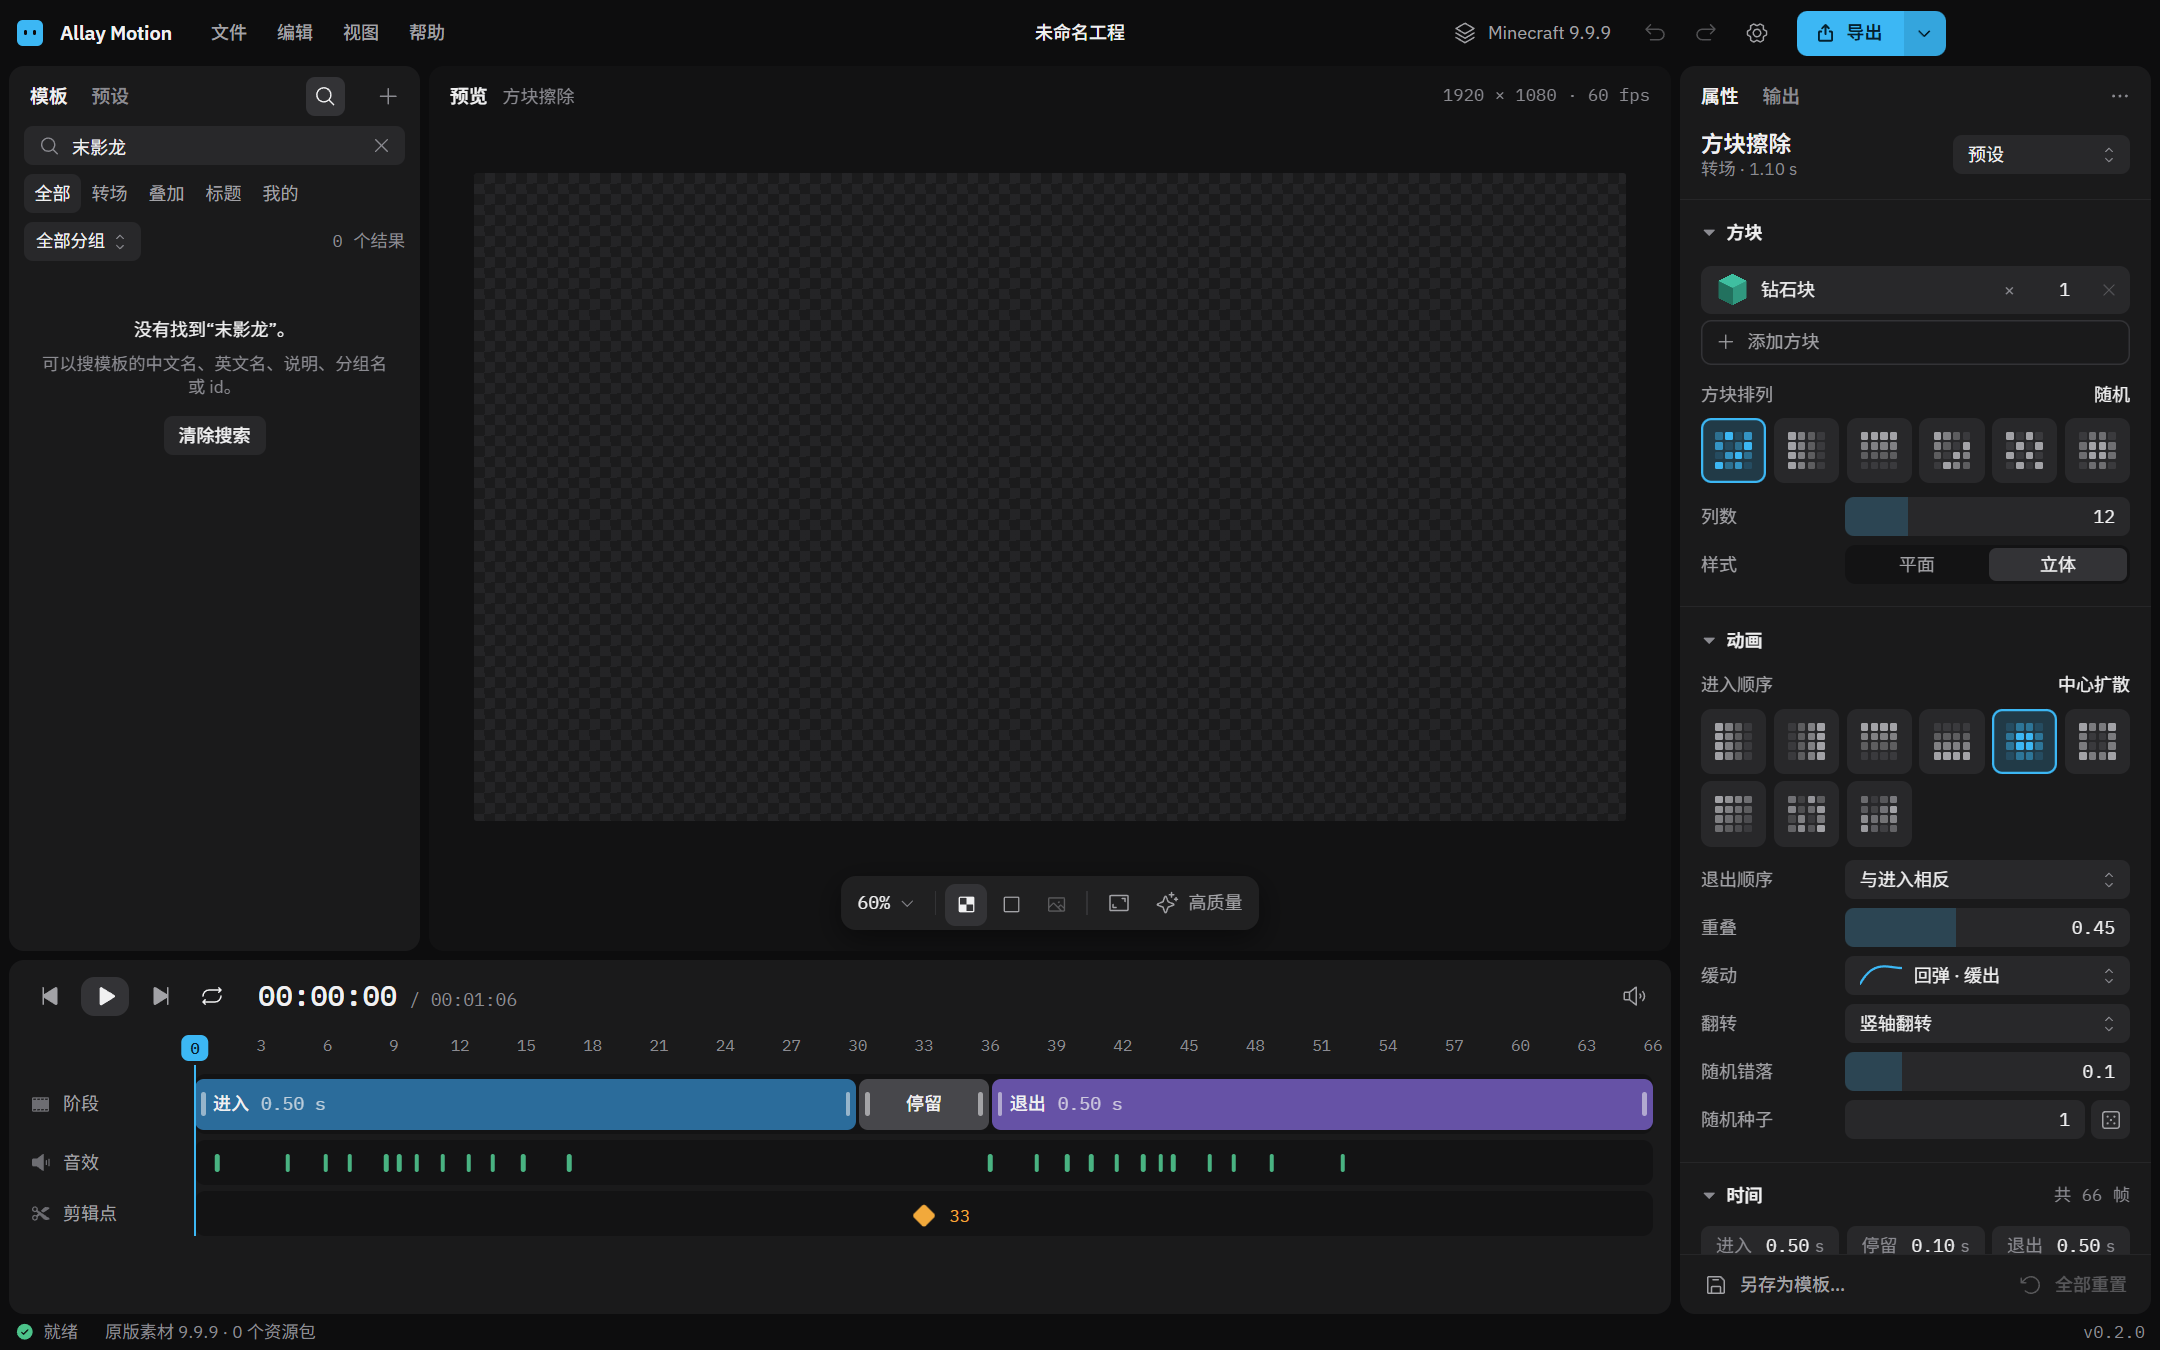 Allay Motion 文件 编辑 视图 帮助
未命名工程
Minecraft 9.9.9
导出
模板 预设
末影龙
全部 转场 叠加 标题 我的
全部分组 0 个结果
没有找到“末影龙”。
可以搜模板的中文名、英文名、说明、分组名
或 id。
清除搜索
预览 方块擦除 1920 × 1080 · 60 fps
60% 高质量
属性 输出
方块擦除
转场 · 1.10 s
预设
方块
钻石块 × 1
添加方块
方块排列 随机
列数 12
样式 平面 立体
动画
进入顺序 中心扩散
退出顺序 与进入相反
重叠 0.45
缓动 回弹 · 缓出
翻转 竖轴翻转
随机错落 0.1
随机种子 1
时间 共 66 帧
进入 0.50 s 停留 0.10 s 退出 0.50 s
另存为模板... 全部重置
00:00:00 / 00:01:06
0 3 6 9 12 15 18 21 24 27 30 33 36 39 42 45 48 51 54 57 60 63 66
阶段 进入 0.50 s 停留 退出 0.50 s
音效
剪辑点 33
就绪 原版素材 9.9.9 · 0 个资源包 v0.2.0